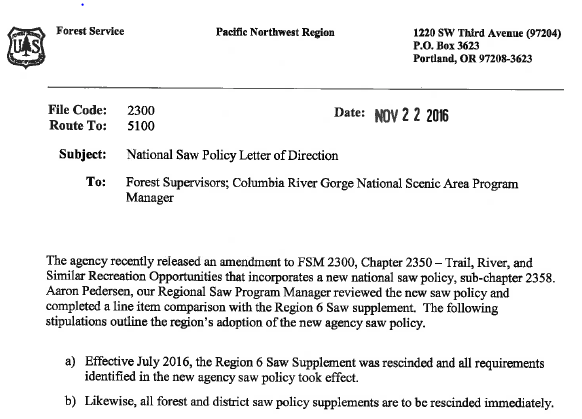 Forest Service Pacific Northwest Region 1220 SW Third Avenue (97204)
P.O. Box 3623
Portland, OR 97208-3623
UAS
File Code: 2300 Date: NOV 22 2016
Route To: 5100
Subject: National Saw Policy Letter of Direction
To: Forest Supervisors; Columbia River Gorge National Scenic Area Program
Manager
The agency recently released an amendment to FSM 2300, Chapter 2350 – Trail, River, and
Similar Recreation Opportunities that incorporates a new national saw policy, sub-chapter 2358.
Aaron Pedersen, our Regional Saw Program Manager reviewed the new saw policy and
completed a line item comparison with the Region 6 Saw supplement. The following
stipulations outline the region's adoption of the new agency saw policy.
a) Effective July 2016, the Region 6 Saw Supplement was rescinded and all requirements
identified in the new agency saw policy took effect.
b) Likewise, all forest and district saw policy supplements are to be rescinded immediately.